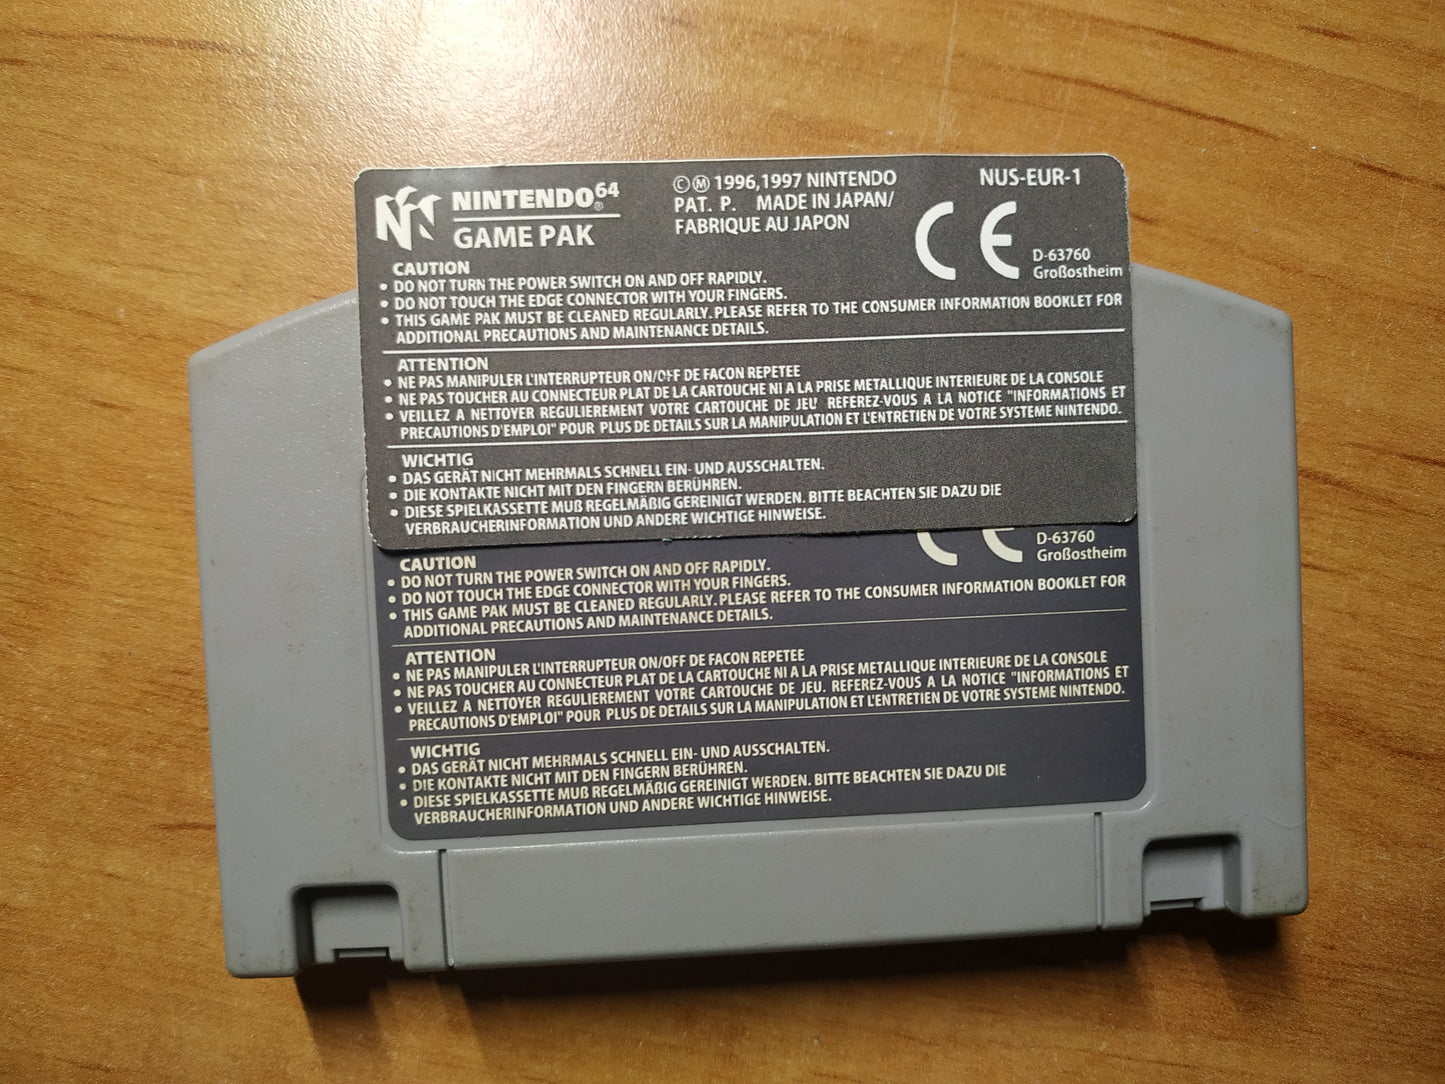 NINTENDO64®
GAME PAK
©Ⓜ 1996,1997 NINTENDO
PAT. P. MADE IN JAPAN/
FABRIQUE AU JAPON
NUS-EUR-1
CE
D-63760
Großostheim
CAUTION
• DO NOT TURN THE POWER SWITCH ON AND OFF RAPIDLY.
• DO NOT TOUCH THE EDGE CONNECTOR WITH YOUR FINGERS.
• THIS GAME PAK MUST BE CLEANED REGULARLY. PLEASE REFER TO THE CONSUMER INFORMATION BOOKLET FOR
ADDITIONAL PRECAUTIONS AND MAINTENANCE DETAILS.
ATTENTION
• NE PAS MANIPULER L'INTERRUPTEUR ON/OFF DE FACON REPETEE
• NE PAS TOUCHER AU CONNECTEUR PLAT DE LA CARTOUCHE NI A LA PRISE METALLIQUE INTERIEURE DE LA CONSOLE
• VEILLEZ A NETTOYER REGULIEREMENT VOTRE CARTOUCHE DE JEU REFEREZ-VOUS A LA NOTICE "INFORMATIONS ET
PRECAUTIONS D'EMPLOI" POUR PLUS DE DETAILS SUR LA MANIPULATION ET L'ENTRETIEN DE VOTRE SYSTEME NINTENDO.
WICHTIG
• DAS GERÄT NICHT MEHRMALS SCHNELL EIN- UND AUSSCHALTEN.
• DIE KONTAKTE NICHT MIT DEN FINGERN BERÜHREN.
• DIESE SPIELKASSETTE MUß REGELMÄßIG GEREINIGT WERDEN. BITTE BEACHTEN SIE DAZU DIE
VERBRAUCHERINFORMATION UND ANDERE WICHTIGE HINWEISE.
CE
D-63760
Großostheim
CAUTION
• DO NOT TURN THE POWER SWITCH ON AND OFF RAPIDLY.
• DO NOT TOUCH THE EDGE CONNECTOR WITH YOUR FINGERS.
• THIS GAME PAK MUST BE CLEANED REGULARLY. PLEASE REFER TO THE CONSUMER INFORMATION BOOKLET FOR
ADDITIONAL PRECAUTIONS AND MAINTENANCE DETAILS.
ATTENTION
• NE PAS MANIPULER L'INTERRUPTEUR ON/OFF DE FACON REPETEE
• NE PAS TOUCHER AU CONNECTEUR PLAT DE LA CARTOUCHE NI A LA PRISE METALLIQUE INTERIEURE DE LA CONSOLE
• VEILLEZ A NETTOYER REGULIEREMENT VOTRE CARTOUCHE DE JEU. REFEREZ-VOUS A LA NOTICE "INFORMATIONS ET
PRECAUTIONS D'EMPLOI" POUR PLUS DE DETAILS SUR LA MANIPULATION ET L'ENTRETIEN DE VOTRE SYSTEME NINTENDO.
WICHTIG
• DAS GERÄT NICHT MEHRMALS SCHNELL EIN- UND AUSSCHALTEN.
• DIE KONTAKTE NICHT MIT DEN FINGERN BERÜHREN.
• DIESE SPIELKASSETTE MUß REGELMÄßIG GEREINIGT WERDEN. BITTE BEACHTEN SIE DAZU DIE
VERBRAUCHERINFORMATION UND ANDERE WICHTIGE HINWEISE.